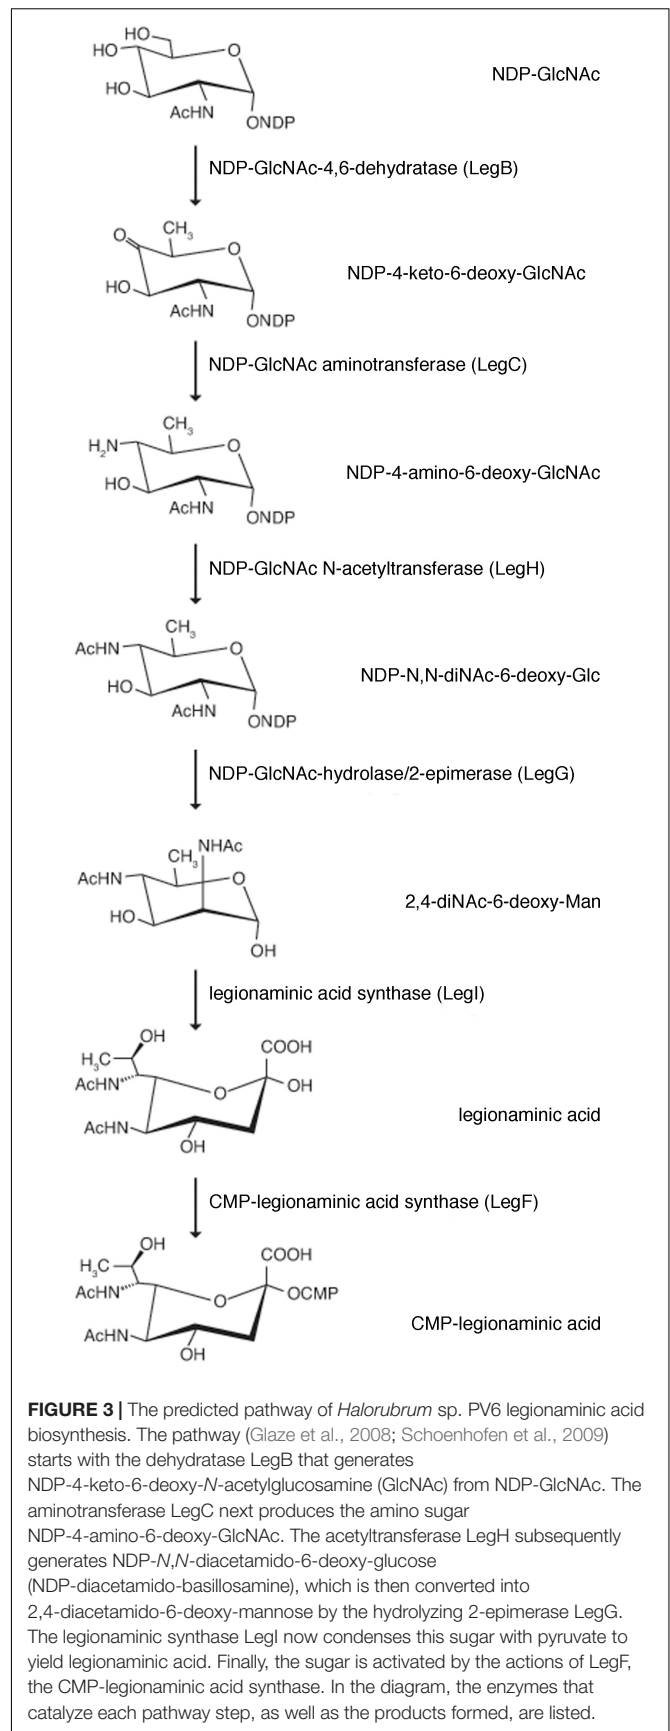 HO
HO
O
HO
AcHN
ONDP
NDP-GlcNAc
NDP-GlcNAc-4,6-dehydratase (LegB)
O
CH3
O
HO
AcHN
ONDP
NDP-4-keto-6-deoxy-GlcNAc
NDP-GlcNAc aminotransferase (LegC)
CH3
H2N
O
HO
AcHN
ONDP
NDP-4-amino-6-deoxy-GlcNAc
NDP-GlcNAc N-acetyltransferase (LegH)
CH3
AcHN
O
HO
AcHN
ONDP
NDP-N,N-diNAc-6-deoxy-Glc
NDP-GlcNAc-hydrolase/2-epimerase (LegG)
NHAc
CH3
AcHN
O
HO
OH
2,4-diNAc-6-deoxy-Man
legionaminic acid synthase (LegI)
OH
H3C
COOH
AcHN
O
OH
AcHN
OH
legionaminic acid
CMP-legionaminic acid synthase (LegF)
OH
H3C
COOH
AcHN
O
OCMP
AcHN
OH
CMP-legionaminic acid
FIGURE 3 | The predicted pathway of Halorubrum sp. PV6 legionaminic acid
biosynthesis. The pathway (Glaze et al., 2008; Schoenhofen et al., 2009)
starts with the dehydratase LegB that generates
NDP-4-keto-6-deoxy-N-acetylglucosamine (GlcNAc) from NDP-GlcNAc. The
aminotransferase LegC next produces the amino sugar
NDP-4-amino-6-deoxy-GlcNAc. The acetyltransferase LegH subsequently
generates NDP-N,N-diacetamido-6-deoxy-glucose
(NDP-diacetamido-basillosamine), which is then converted into
2,4-diacetamido-6-deoxy-mannose by the hydrolyzing 2-epimerase LegG.
The legionaminic synthase LegI now condenses this sugar with pyruvate to
yield legionaminic acid. Finally, the sugar is activated by the actions of LegF,
the CMP-legionaminic acid synthase. In the diagram, the enzymes that
catalyze each pathway step, as well as the products formed, are listed.